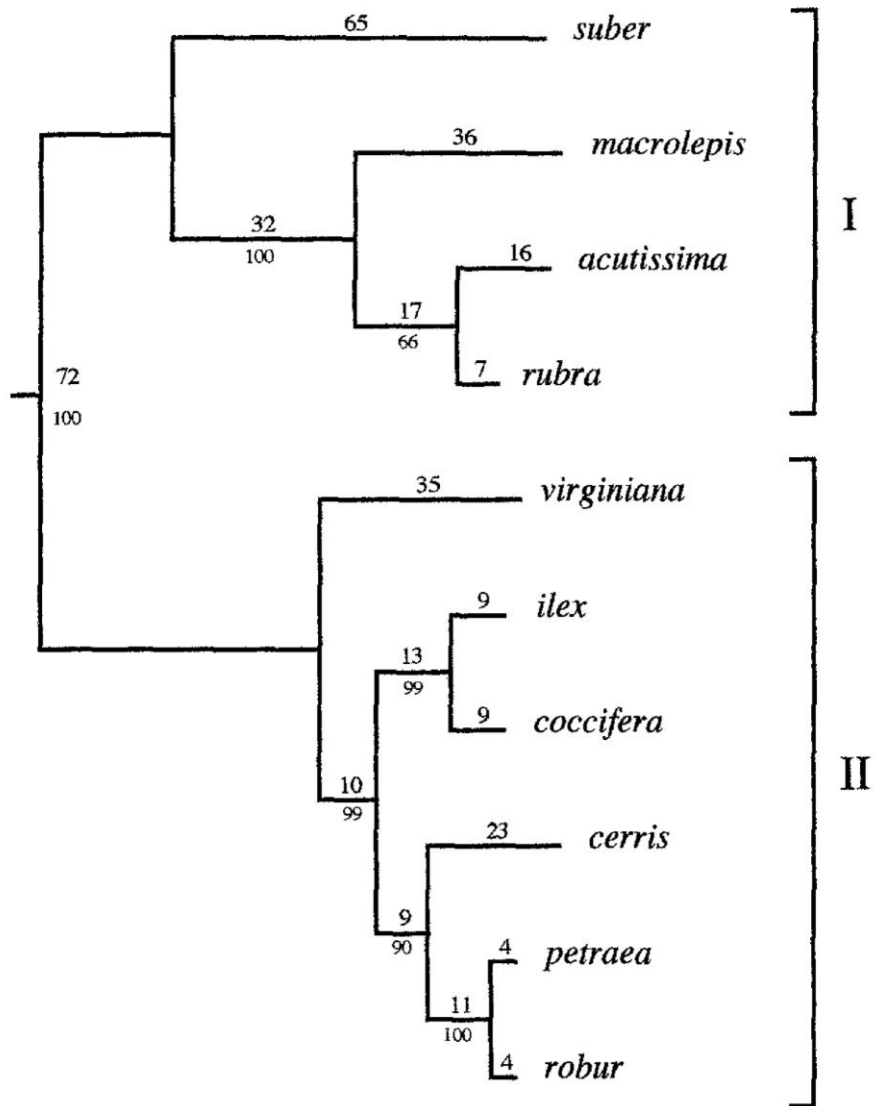 65 suber
36 macrolepis
I
32
100
16 acutissima
17
66
7 rubra
72
100
35 virginiana
9 ilex
13
99
9 coccifera
II
10
99
23 cerris
9
90
4 petraea
11
100
4 robur